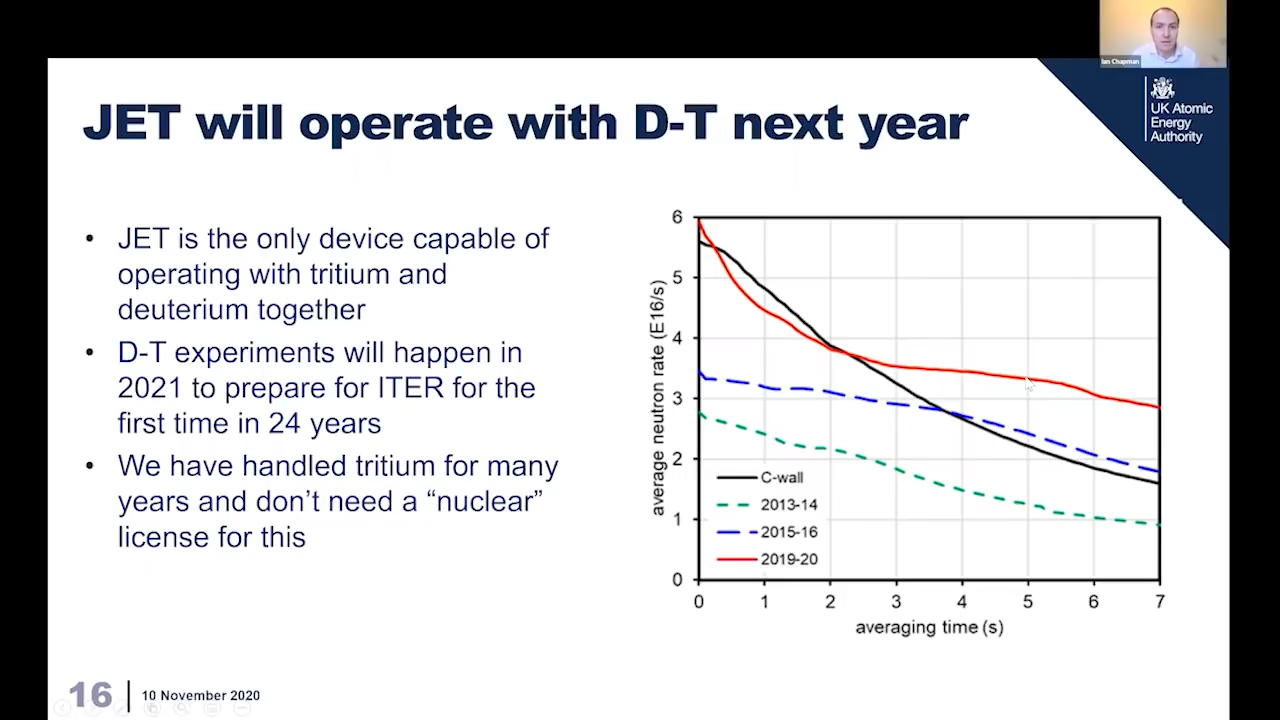 Ian Chapman
UK Atomic
Energy
Authority
JET will operate with D-T next year
• JET is the only device capable of
operating with tritium and
deuterium together
• D-T experiments will happen in
2021 to prepare for ITER for the
first time in 24 years
• We have handled tritium for many
years and don’t need a “nuclear”
license for this
average neutron rate (E16/s)
6
5
4
3
2
1
0
C-wall
2013-14
2015-16
2019-20
0 1 2 3 4 5 6 7
averaging time (s)
16 10 November 2020